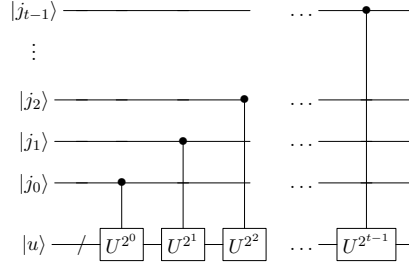 |j_{t−1}⟩ ...
⋮
|j_2⟩ ...
|j_1⟩ ...
|j_0⟩ ...
|u⟩ / U^{2^0} U^{2^1} U^{2^2} ... U^{2^{t−1}}